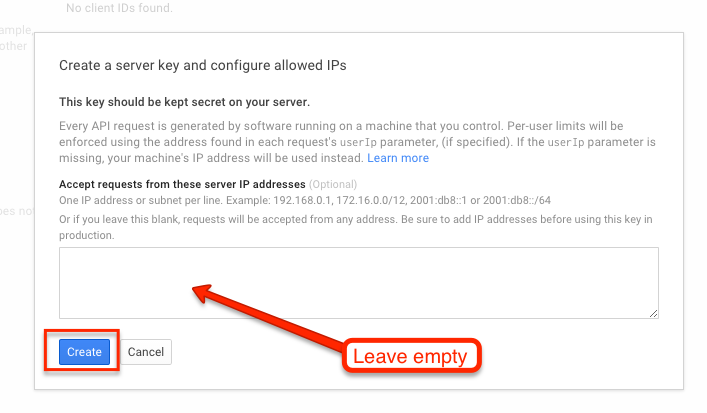 No client IDs found.
ample,
other
Create a server key and configure allowed IPs
This key should be kept secret on your server.
Every API request is generated by software running on a machine that you control. Per-user limits will be
enforced using the address found in each request's userIp parameter, (if specified). If the userIp parameter is
missing, your machine's IP address will be used instead. Learn more
Accept requests from these server IP addresses (Optional)
One IP address or subnet per line. Example: 192.168.0.1, 172.16.0.0/12, 2001:db8::1 or 2001:db8::/64
oes not
Or if you leave this blank, requests will be accepted from any address. Be sure to add IP addresses before using this key in
production.
Leave empty
Create Cancel